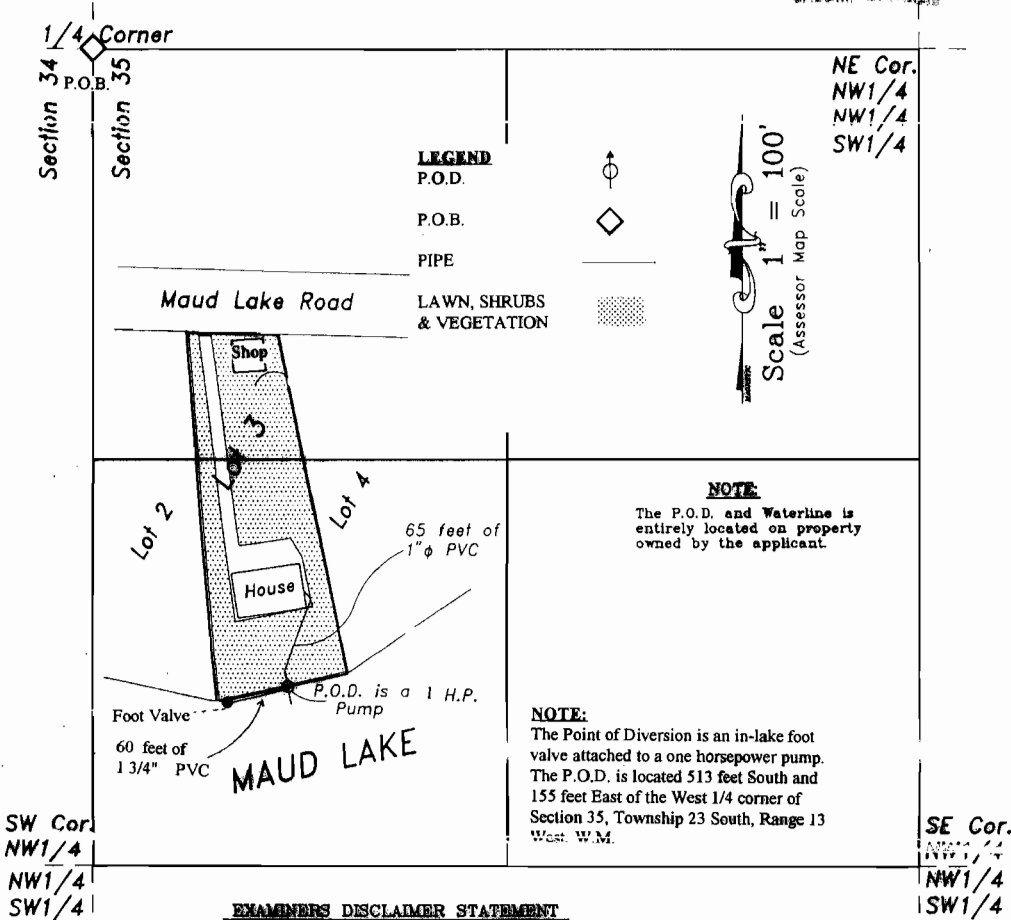 1/4 Corner
P.O.B.
Section 34
Section 35
NE Cor.
NW1/4
NW1/4
SW1/4
LEGEND
P.O.D.
P.O.B.
PIPE
LAWN, SHRUBS
& VEGETATION
Scale 1" = 100'
(Assessor Map Scale)
Maud Lake Road
Shop
Lot 3
Lot 2
Lot 4
65 feet of
1"ϕ PVC
House
NOTE:
The P.O.D. and Waterline is
entirely located on property
owned by the applicant.
P.O.D. is a 1 H.P.
Pump
Foot Valve
60 feet of
1 3/4" PVC
MAUD LAKE
NOTE:
The Point of Diversion is an in-lake foot
valve attached to a one horsepower pump.
The P.O.D. is located 513 feet South and
155 feet East of the West 1/4 corner of
Section 35, Township 23 South, Range 13
West. W.M.
SW Cor.
NW1/4
NW1/4
SW1/4
SE Cor.
NW1/4
NW1/4
SW1/4
EXAMINERS DISCLAIMER STATEMENT